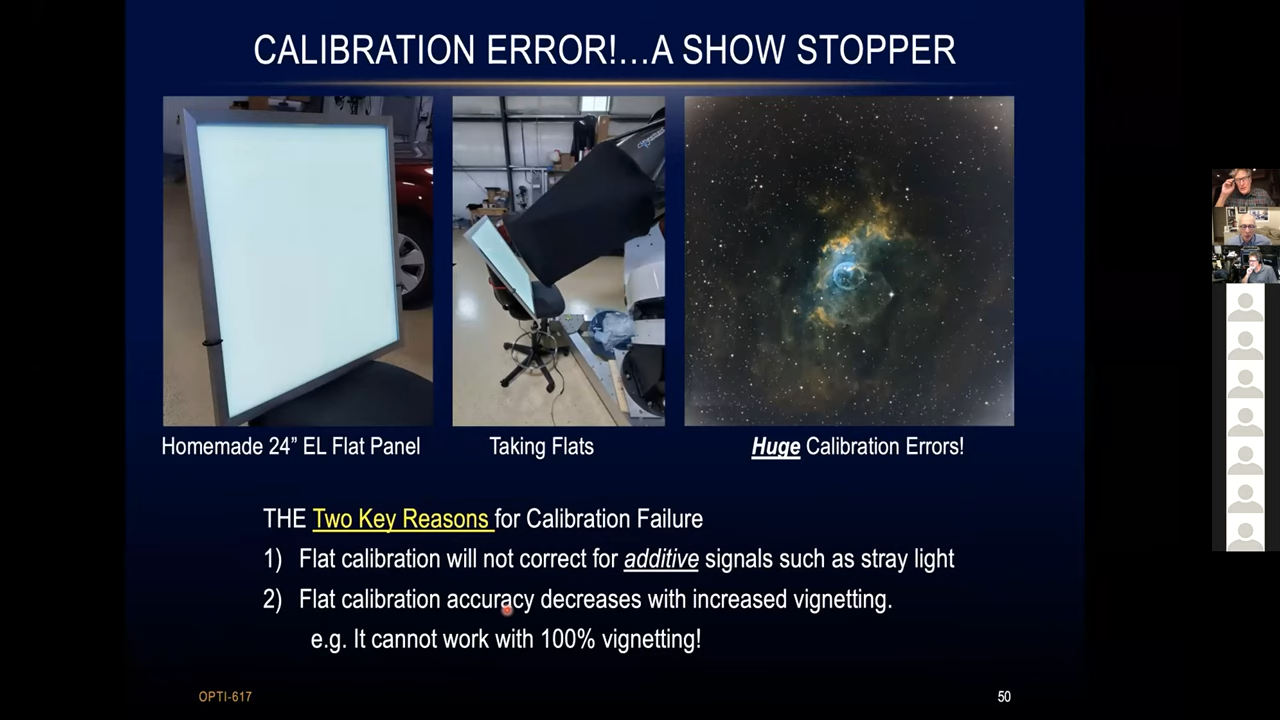 CALIBRATION ERROR!...A SHOW STOPPER
Homemade 24” EL Flat Panel
Taking Flats
Huge Calibration Errors!
THE Two Key Reasons for Calibration Failure
1) Flat calibration will not correct for additive signals such as stray light
2) Flat calibration accuracy decreases with increased vignetting.
e.g. It cannot work with 100% vignetting!
OPTI-617
50